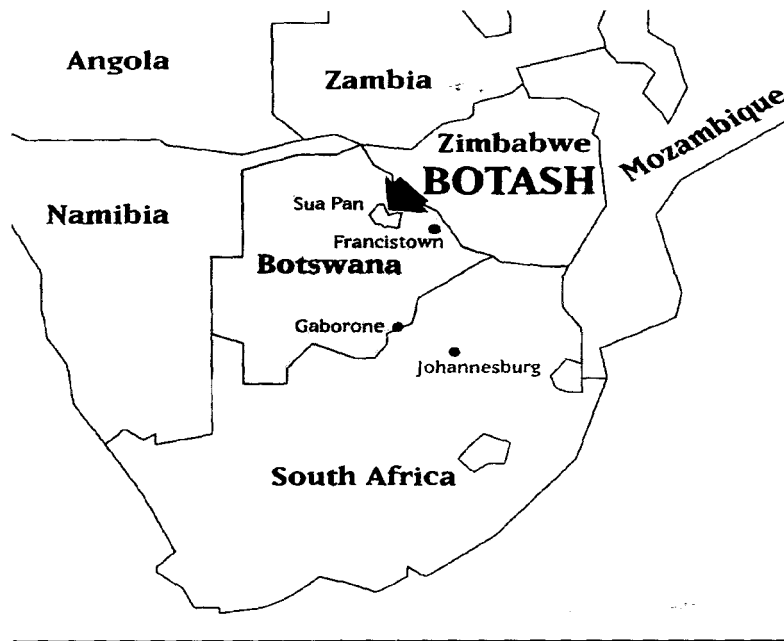 Angola
Zambia
Mozambique
Zimbabwe
BOTASH
Namibia
Sua Pan
Francistown
Botswana
Gaborone
Johannesburg
South Africa